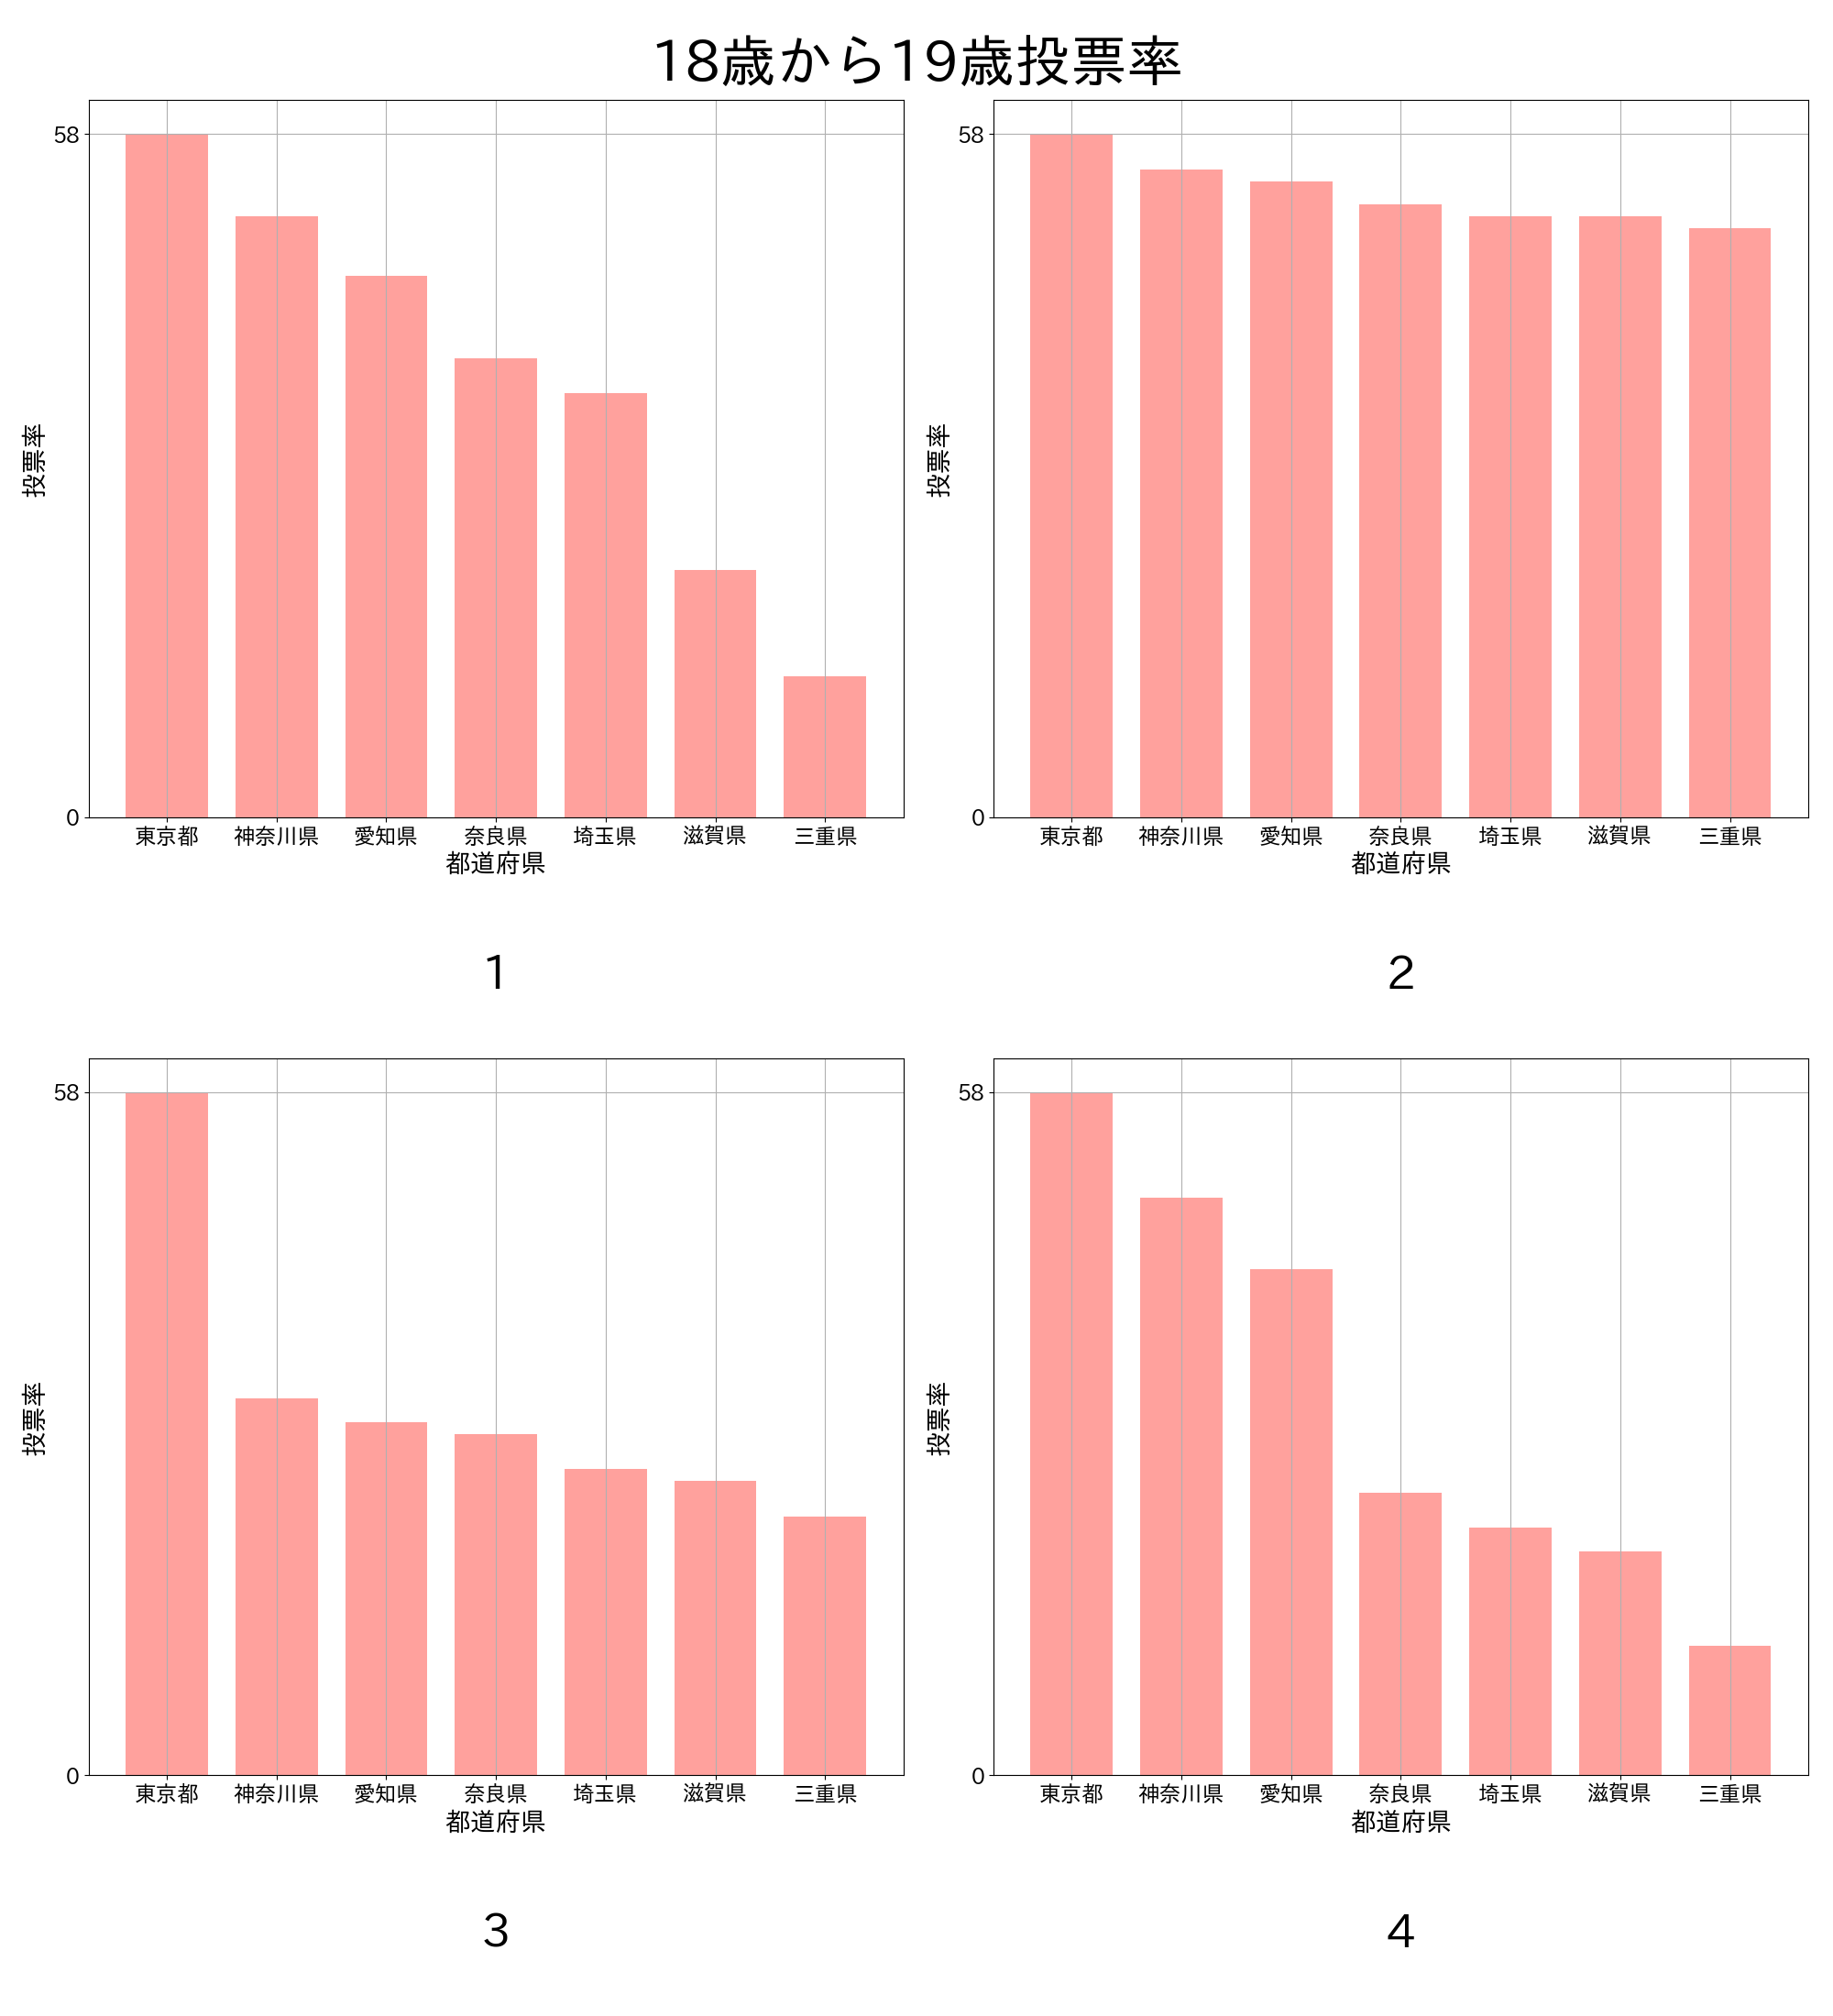 18歳から19歳投票率
58
0
投票率
東京都 神奈川県 愛知県 奈良県 埼玉県 滋賀県 三重県
都道府県
1
58
0
投票率
東京都 神奈川県 愛知県 奈良県 埼玉県 滋賀県 三重県
都道府県
2
58
0
投票率
東京都 神奈川県 愛知県 奈良県 埼玉県 滋賀県 三重県
都道府県
3
58
0
投票率
東京都 神奈川県 愛知県 奈良県 埼玉県 滋賀県 三重県
都道府県
4